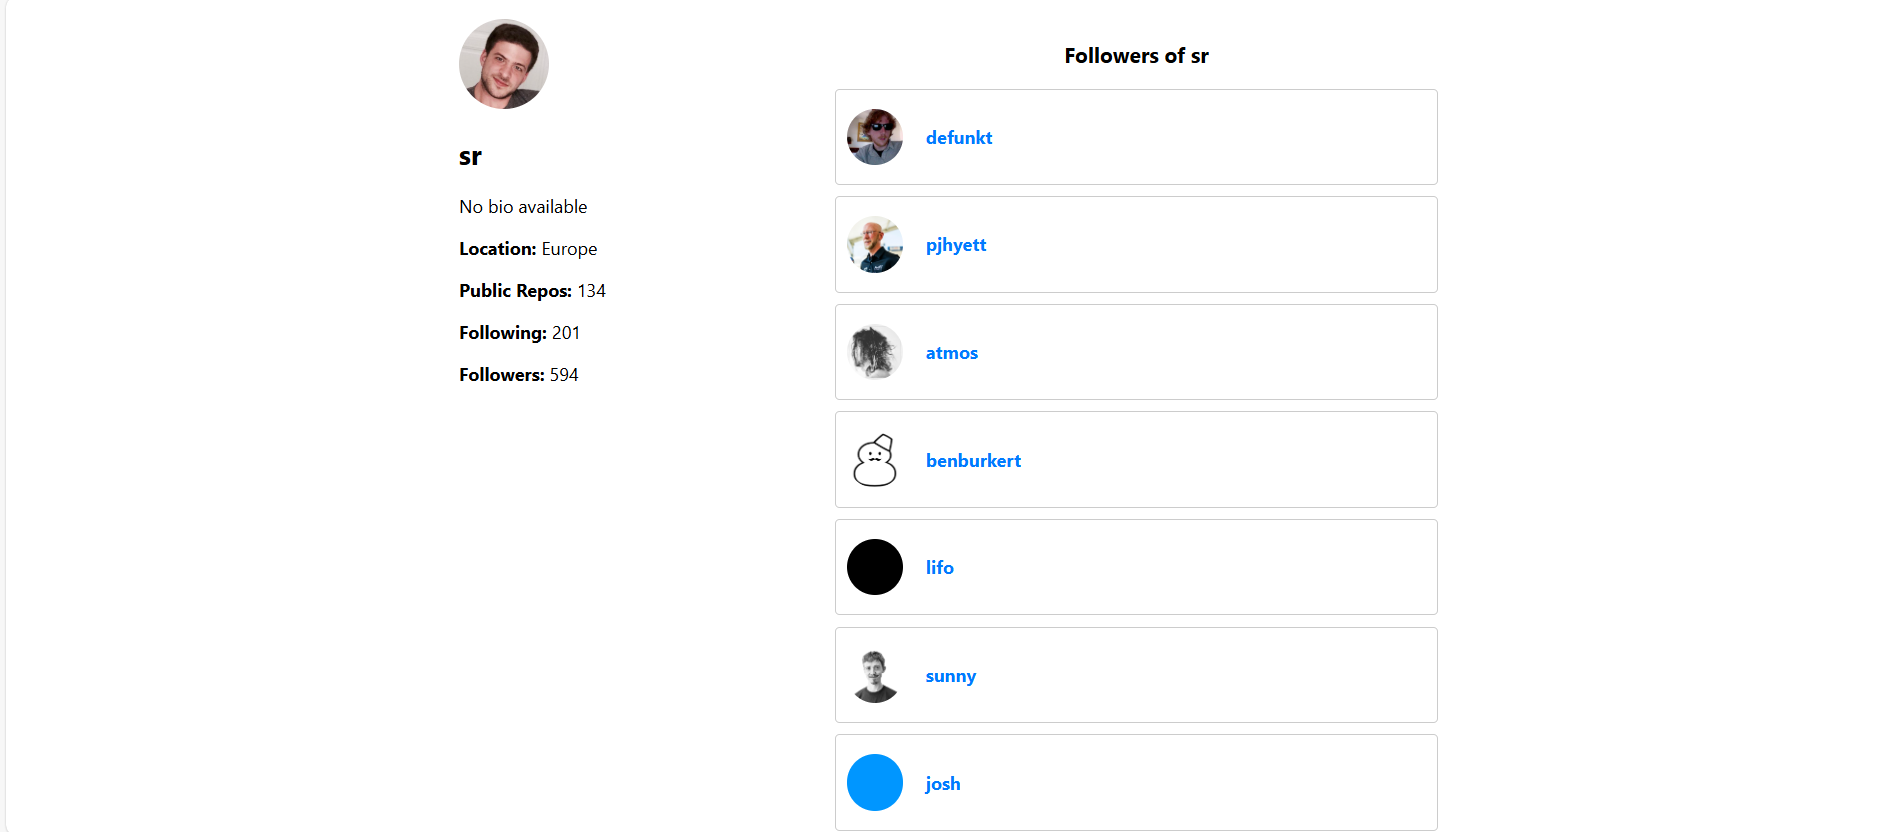 sr
No bio available
Location: Europe
Public Repos: 134
Following: 201
Followers: 594
Followers of sr
defunkt
pjhyett
atmos
benburkert
lifo
sunny
josh